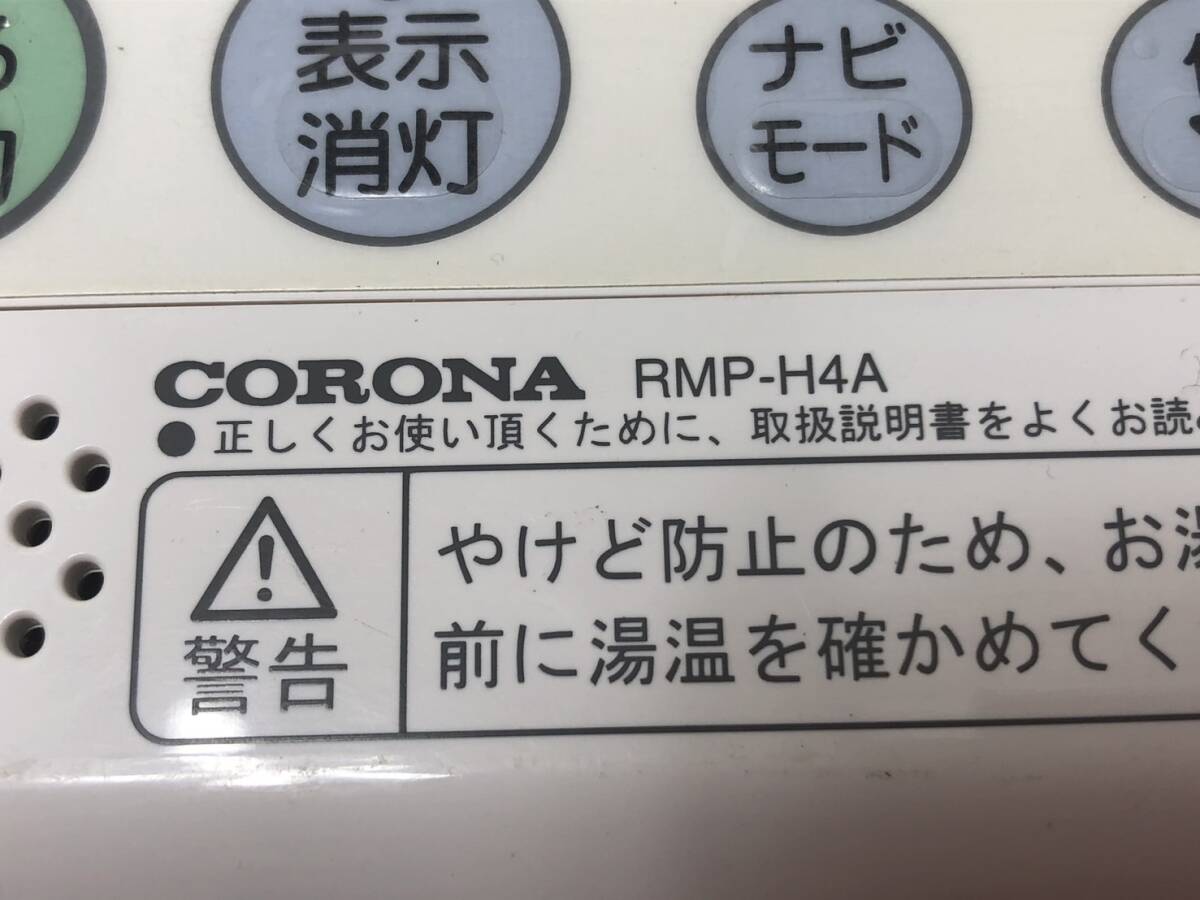 表示
消灯
ナビ
モード
CORONA RMP-H4A
●正しくお使い頂くために、取扱説明書をよくお読
警告
やけど防止のため、お湯
前に湯温を確かめてく